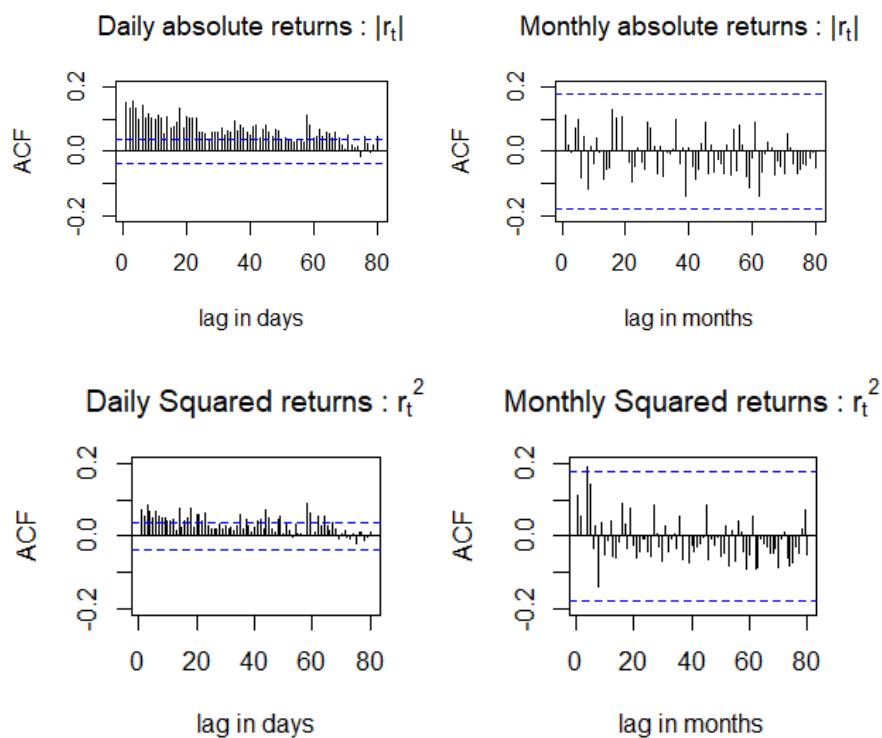 Daily absolute returns : |rₜ|
ACF
0.2
0.0
-0.2
0 20 40 60 80
lag in days
Monthly absolute returns : |rₜ|
ACF
0.2
0.0
-0.2
0 20 40 60 80
lag in months
Daily Squared returns : rₜ²
ACF
0.2
0.0
-0.2
0 20 40 60 80
lag in days
Monthly Squared returns : rₜ²
ACF
0.2
0.0
-0.2
0 20 40 60 80
lag in months